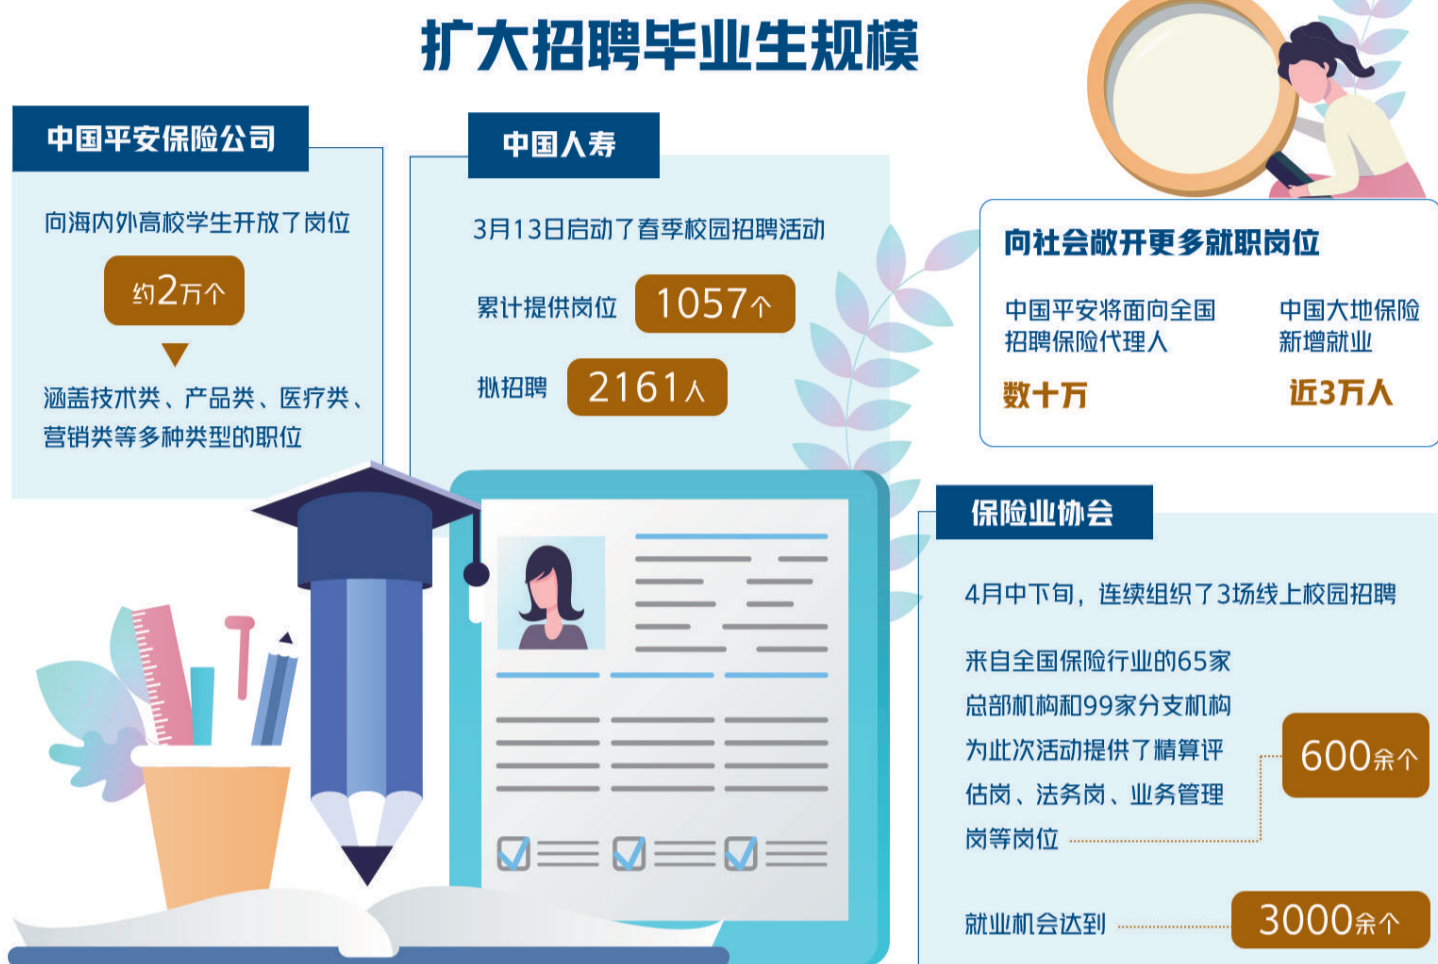 扩大招聘毕业生规模
中国平安保险公司
向海内外高校学生开放了岗位
约2万个
涵盖技术类、产品类、医疗类、
营销类等多种类型的职位
中国人寿
3月13日启动了春季校园招聘活动
累计提供岗位 1057个
拟招聘 2161人
向社会敞开更多就职岗位
中国平安将面向全国
招聘保险代理人
数十万
中国大地保险
新增就业
近3万人
保险业协会
4月中下旬，连续组织了3场线上校园招聘
来自全国保险行业的65家
总部机构和99家分支机构
为此次活动提供了精算评
估岗、法务岗、业务管理
岗等岗位
600余个
就业机会达到 3000余个